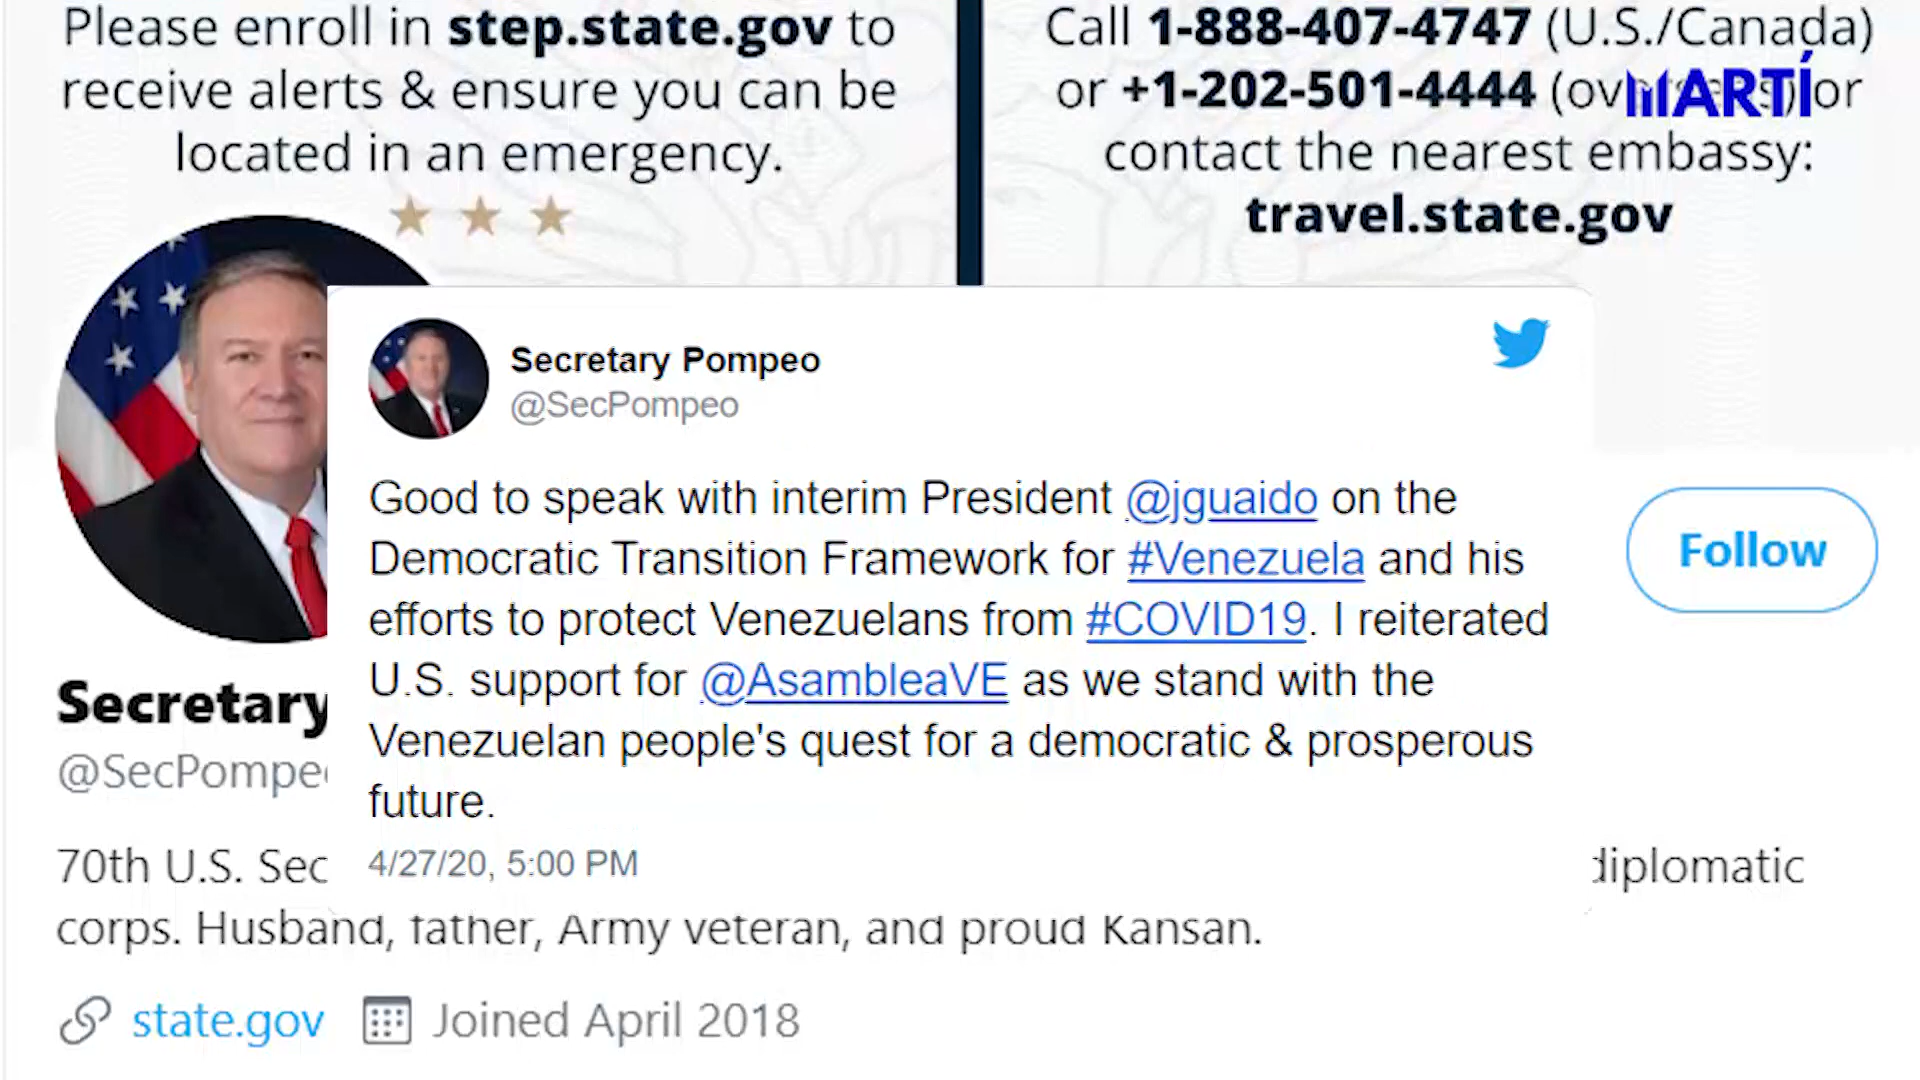 Please enroll in step.state.gov to
receive alerts & ensure you can be
located in an emergency.
Call 1-888-407-4747 (U.S./Canada)
or +1-202-501-4444 or
contact the nearest embassy:
travel.state.gov
MARTÍ
Secretary Pompeo
@SecPompeo
Good to speak with interim President @jguaido on the
Democratic Transition Framework for #Venezuela and his
efforts to protect Venezuelans from #COVID19. I reiterated
U.S. support for @AsambleaVE as we stand with the
Venezuelan people's quest for a democratic & prosperous
future.
4/27/20, 5:00 PM
Follow
Secretary
@SecPompe
70th U.S. Sec diplomatic
corps. Husband, father, Army veteran, and proud Kansan.
state.gov Joined April 2018